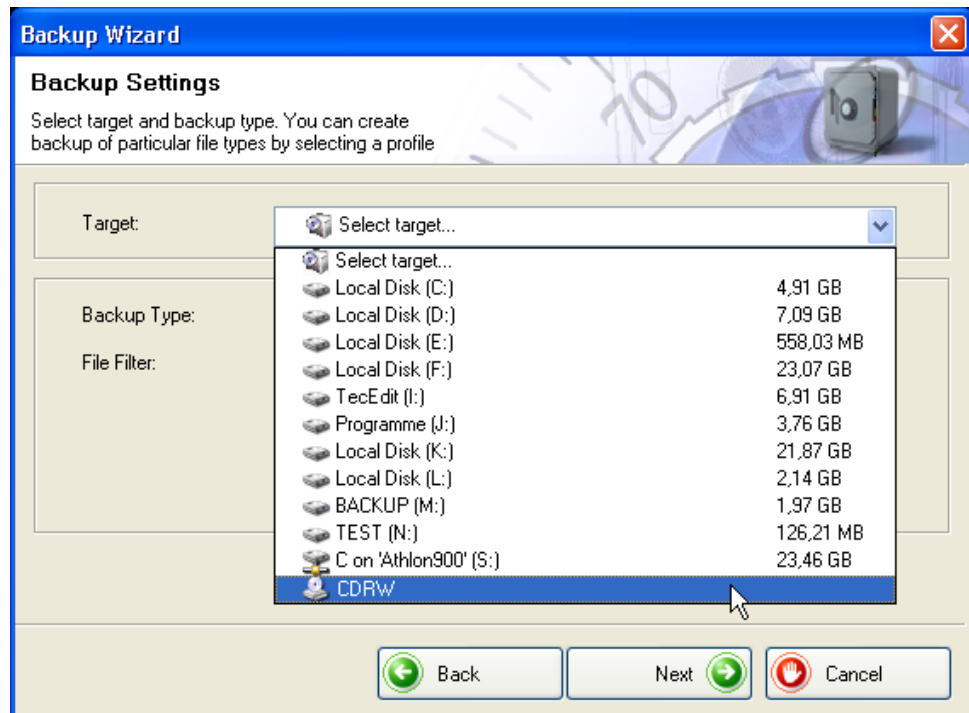 Backup Wizard
Backup Settings
Select target and backup type. You can create
backup of particular file types by selecting a profile
70
Target:
Select target...
Select target...
Local Disk (C:) 4,91 GB
Local Disk (D:) 7,09 GB
Local Disk (E:) 558,03 MB
Local Disk (F:) 23,07 GB
TecEdit (I:) 6,91 GB
Programme (J:) 3,76 GB
Local Disk (K:) 21,87 GB
Local Disk (L:) 2,14 GB
BACKUP (M:) 1,97 GB
TEST (N:) 126,21 MB
C on 'Athlon900' (S:) 23,46 GB
CDRW
Backup Type:
File Filter:
Back
Next
Cancel